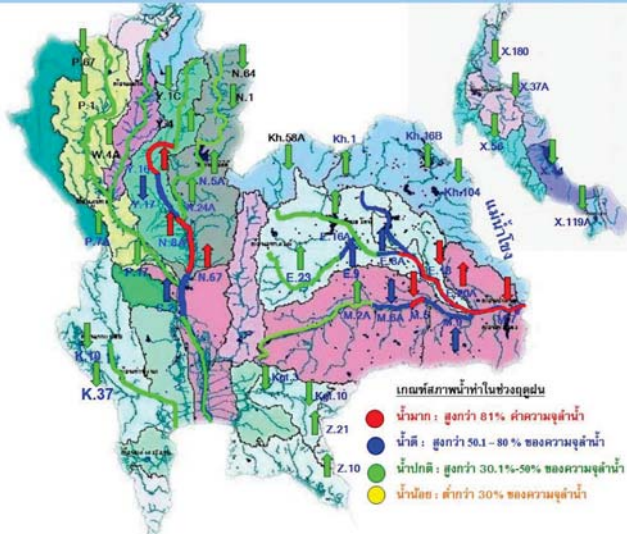 P.67
N.64
P.1
Y.1C
N.1
Y.4
W.4A
Y.16
N.5A
Y.17
N.24A
N.8A
P.7A
P.17
N.67
Kh.58A
Kh.1
Kh.16B
Kh.104
แม่น้ำโขง
E.16A
E.8A
E.18
E.23
E.9
E.20A
M.2A
M.6A
M.5
M.9
K.10
K.37
Kgt.3
Kgt.10
Z.21
Z.10
X.180
X.37A
X.56
X.119A
เกณฑ์สภาพน้ำท่าในช่วงฤดูฝน
น้ำมาก : สูงกว่า 81% ค่าความจุลำน้ำ
น้ำดี : สูงกว่า 50.1 – 80 % ของความจุลำน้ำ
น้ำปกติ : สูงกว่า 30.1%-50% ของความจุลำน้ำ
น้ำน้อย : ต่ำกว่า 30% ของความจุลำน้ำ